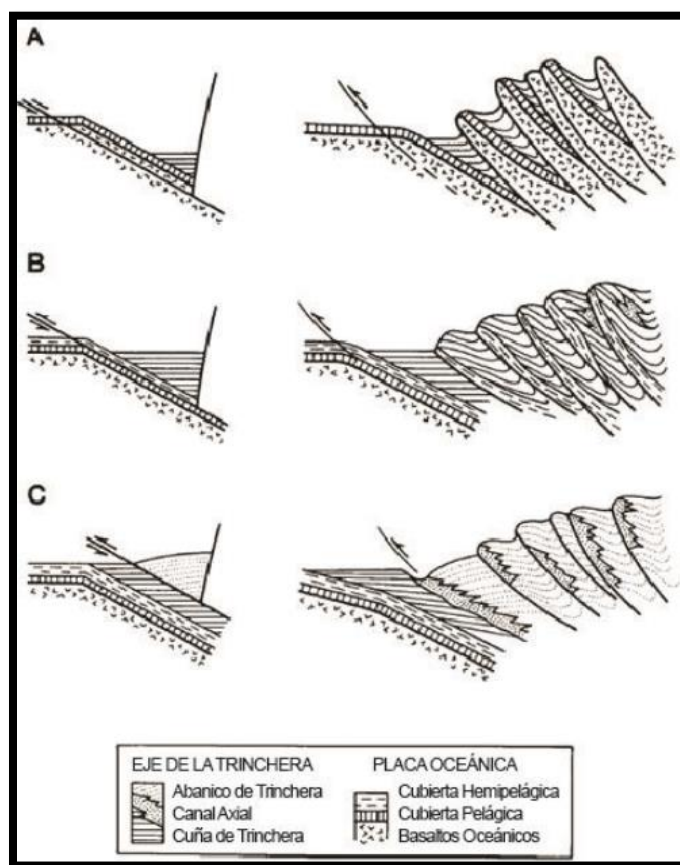 A
B
C
EJE DE LA TRINCHERA
Abanico de Trinchera
Canal Axial
Cuña de Trinchera
PLACA OCEÁNICA
Cubierta Hemipelágica
Cubierta Pelágica
Basaltos Oceánicos